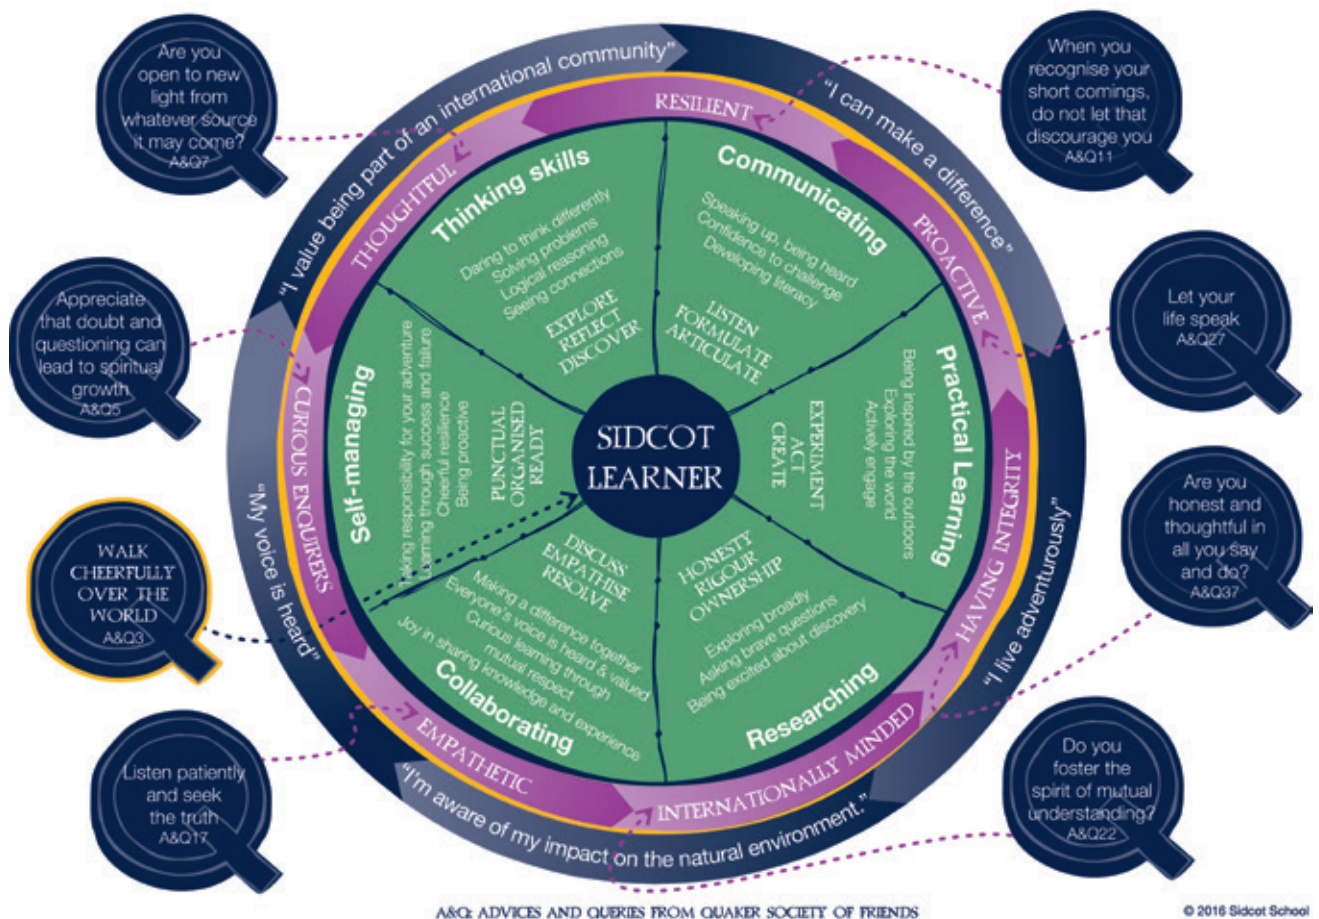 Are you
open to new
light from
whatever source
it may come?
A&Q7
When you
recognise your
short comings,
do not let that
discourage you
A&Q11
Appreciate
that doubt and
questioning can
lead to spiritual
growth
A&Q5
Let your
life speak
A&Q27
WALK
CHEERFULLY
OVER THE
WORLD
A&Q3
Are you
honest and
thoughtful in
all you say
and do?
A&Q37
Listen patiently
and seek
the truth
A&Q17
Do you
foster the
spirit of mutual
understanding?
A&Q22
"I value being part of an international community"
"I can make a difference"
"I live adventurously"
"I'm aware of my impact on the natural environment."
"My voice is heard"
RESILIENT
PROACTIVE
HAVING INTEGRITY
INTERNATIONALLY MINDED
EMPATHETIC
CURIOUS ENQUIRERS
THOUGHTFUL
Thinking skills
Daring to think differently
Solving problems
Logical reasoning
Seeing connections
EXPLORE
REFLECT
DISCOVER
Communicating
Speaking up, being heard
Confidence to challenge
Developing literacy
LISTEN
FORMULATE
ARTICULATE
Practical Learning
Being inspired by the outdoors
Exploring the world
Actively engage
EXPERIMENT
ACT
CREATE
Researching
HONESTY
RIGOUR
OWNERSHIP
Exploring broadly
Asking brave questions
Being excited about discovery
Collaborating
DISCUSS
EMPATHISE
RESOLVE
Making a difference together
Everyone's voice is heard & valued
Curious learning through
mutual respect
Joy in sharing knowledge and experience
Self-managing
Taking responsibility for your adventure
Learning through success and failure
Cheerful resilience
Being proactive
PUNCTUAL
ORGANISED
READY
SIDCOT
LEARNER
A&Q: ADVICES AND QUERIES FROM QUAKER SOCIETY OF FRIENDS
© 2016 Sidcot School